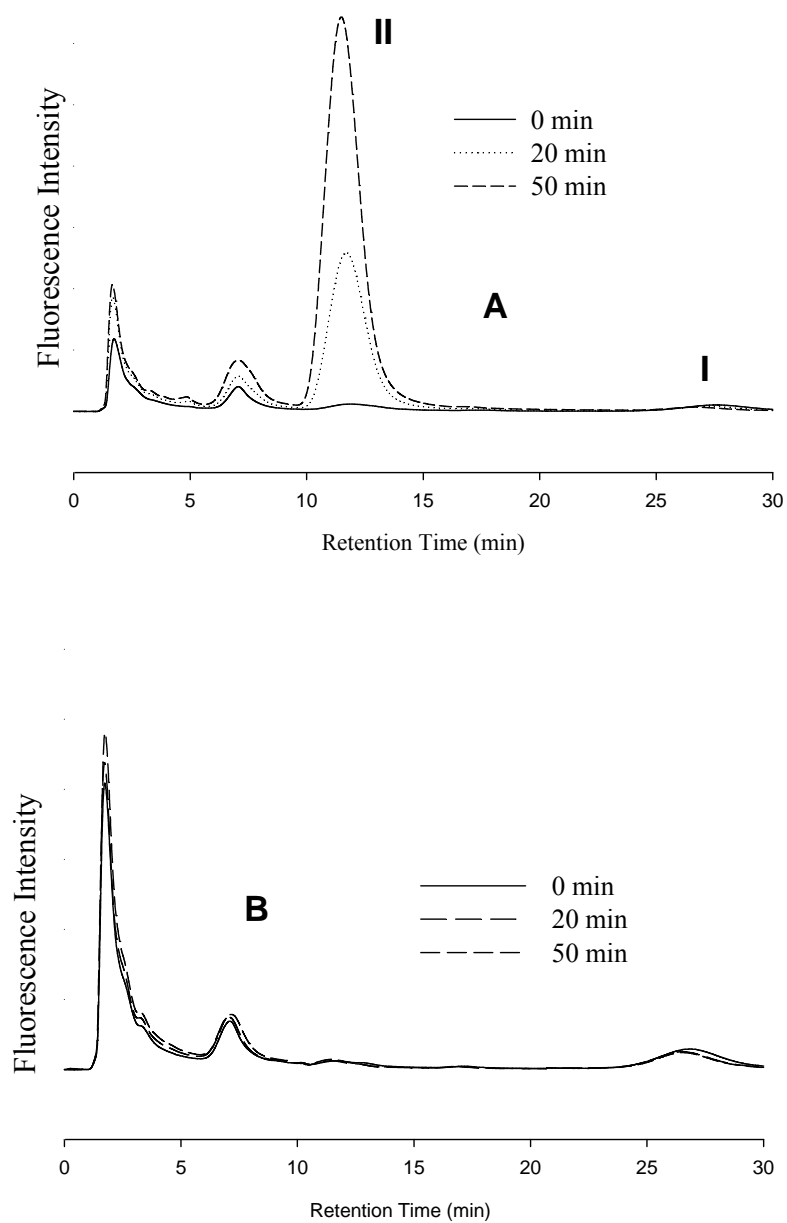 II
0 min
20 min
50 min
Fluorescence Intensity
A
I
0 5 10 15 20 25 30
Retention Time (min)
Fluorescence Intensity
B
0 min
20 min
50 min
0 5 10 15 20 25 30
Retention Time (min)